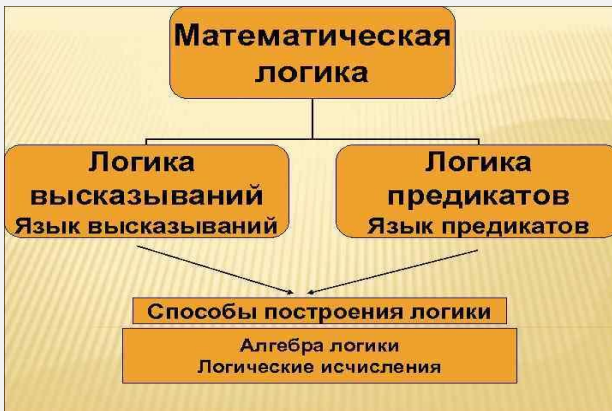 Математическая
логика
Логика
высказываний
Язык высказываний
Логика
предикатов
Язык предикатов
Способы построения логики
Алгебра логики
Логические исчисления